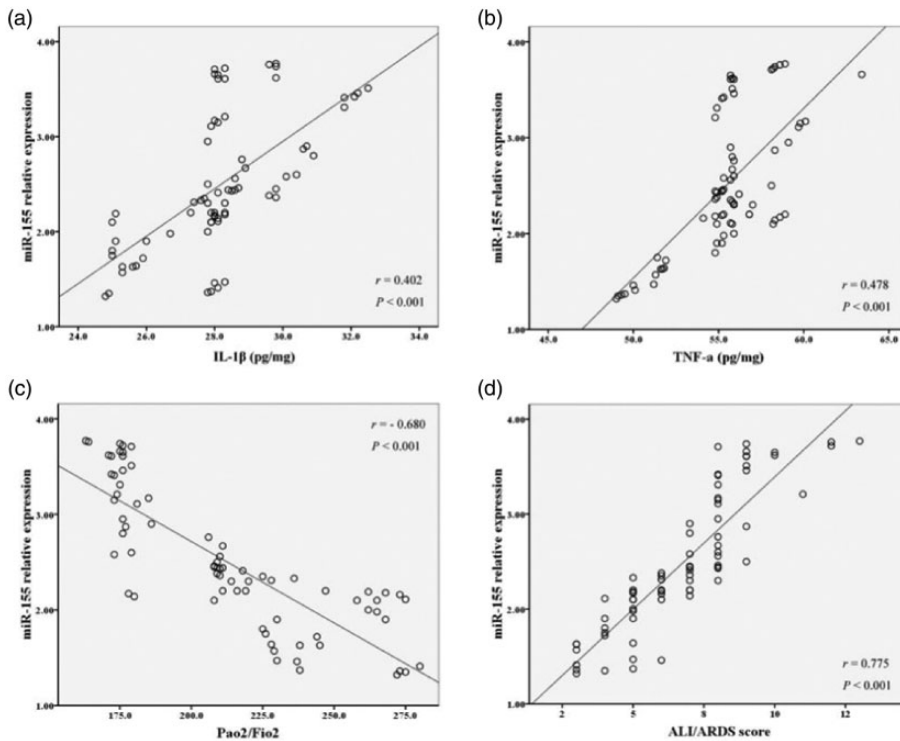 (a)
4.00
3.00
2.00
1.00
miR-155 relative expression
r = 0.402
P < 0.001
24.0 26.0 28.0 30.0 32.0 34.0
IL-1β (pg/mg)
(b)
4.00
3.00
2.00
1.00
miR-155 relative expression
r = 0.478
P < 0.001
45.0 50.0 55.0 60.0 65.0
TNF-a (pg/mg)
(c)
4.00
3.00
2.00
1.00
miR-155 relative expression
r = - 0.680
P < 0.001
175.0 200.0 225.0 250.0 275.0
Pao2/Fio2
(d)
4.00
3.00
2.00
1.00
miR-155 relative expression
r = 0.775
P < 0.001
2 5 8 10 12
ALI/ARDS score